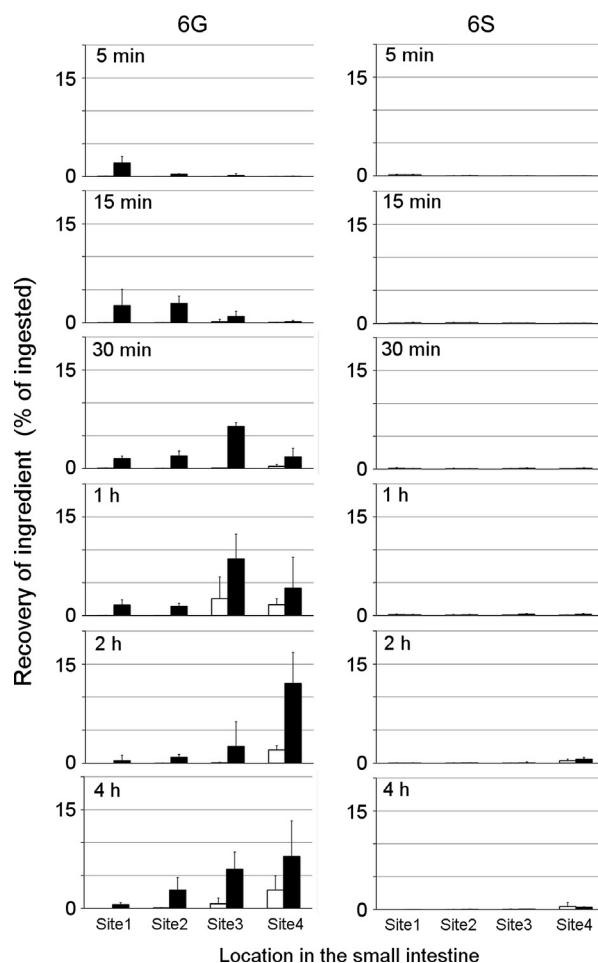 6G 6S
Recovery of ingredient (% of ingested)
5 min
15
0
5 min
15
0
15 min
15
0
15 min
15
0
30 min
15
0
30 min
15
0
1 h
15
0
1 h
15
0
2 h
15
0
2 h
15
0
4 h
15
0
4 h
15
0
Site1 Site2 Site3 Site4
Site1 Site2 Site3 Site4
Location in the small intestine